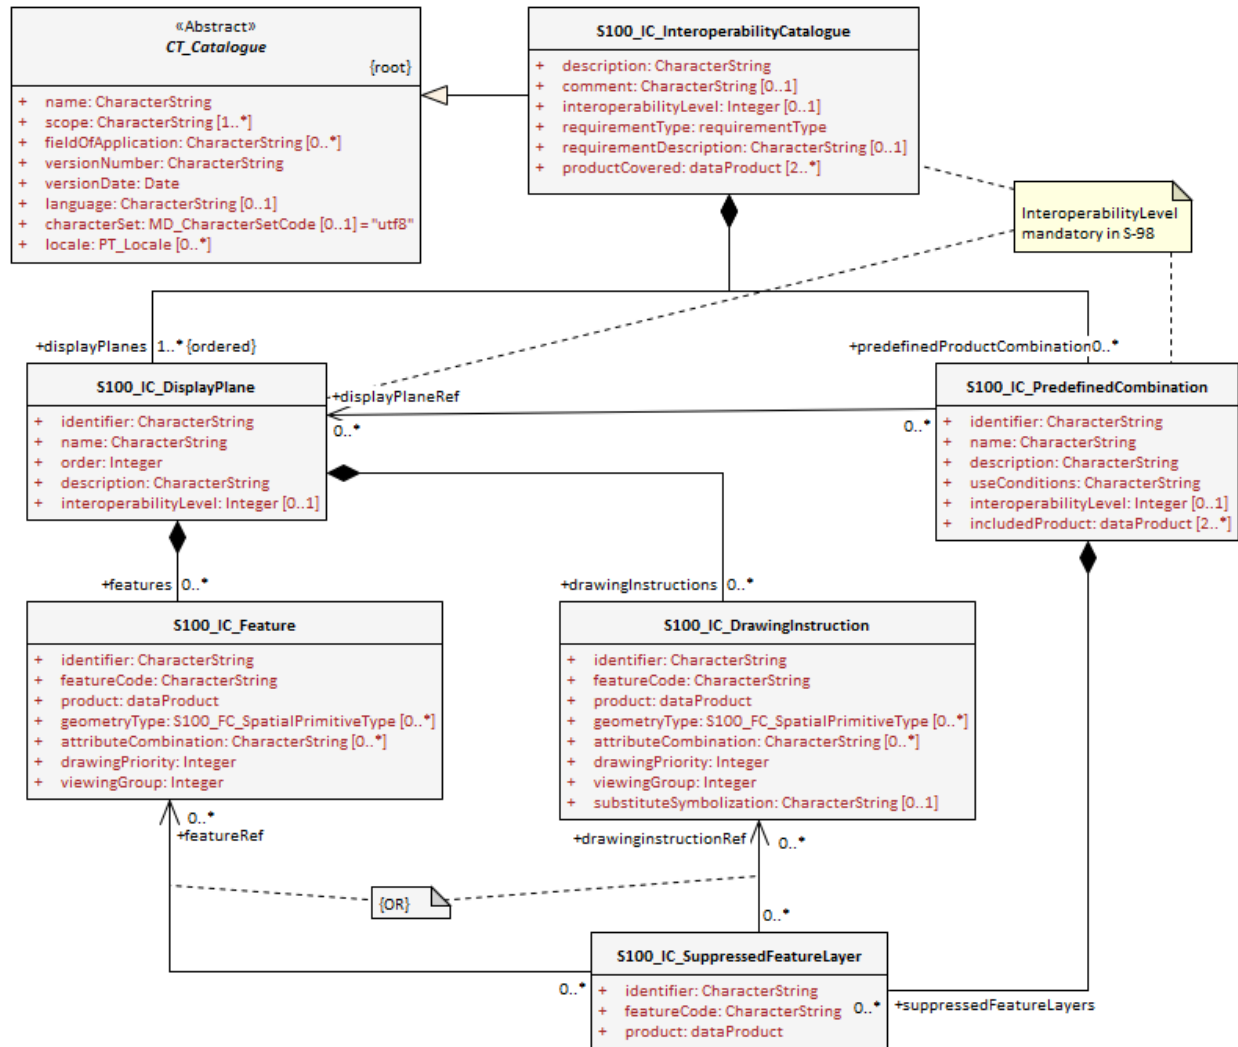 «Abstract»
CT_Catalogue
{root}
+ name: CharacterString
+ scope: CharacterString [1..*]
+ fieldOfApplication: CharacterString [0..*]
+ versionNumber: CharacterString
+ versionDate: Date
+ language: CharacterString [0..1]
+ characterSet: MD_CharacterSetCode [0..1] = "utf8"
+ locale: PT_Locale [0..*]
S100_IC_InteroperabilityCatalogue
+ description: CharacterString
+ comment: CharacterString [0..1]
+ interoperabilityLevel: Integer [0..1]
+ requirementType: requirementType
+ requirementDescription: CharacterString [0..1]
+ productCovered: dataProduct [2..*]
InteroperabilityLevel
mandatory in S-98
+displayPlanes 1..* {ordered}
+predefinedProductCombination 0..*
S100_IC_DisplayPlane
+ identifier: CharacterString
+ name: CharacterString
+ order: Integer
+ description: CharacterString
+ interoperabilityLevel: Integer [0..1]
+displayPlaneRef
0..*
0..*
S100_IC_PredefinedCombination
+ identifier: CharacterString
+ name: CharacterString
+ description: CharacterString
+ useConditions: CharacterString
+ interoperabilityLevel: Integer [0..1]
+ includedProduct: dataProduct [2..*]
+features 0..*
+drawingInstructions 0..*
S100_IC_Feature
+ identifier: CharacterString
+ featureCode: CharacterString
+ product: dataProduct
+ geometryType: S100_FC_SpatialPrimitiveType [0..*]
+ attributeCombination: CharacterString [0..*]
+ drawingPriority: Integer
+ viewingGroup: Integer
S100_IC_DrawingInstruction
+ identifier: CharacterString
+ featureCode: CharacterString
+ product: dataProduct
+ geometryType: S100_FC_SpatialPrimitiveType [0..*]
+ attributeCombination: CharacterString [0..*]
+ drawingPriority: Integer
+ viewingGroup: Integer
+ substituteSymbolization: CharacterString [0..1]
0..*
+featureRef
+drawinginstructionRef
0..*
{OR}
0..*
S100_IC_SuppressedFeatureLayer
+ identifier: CharacterString
+ featureCode: CharacterString
+ product: dataProduct
0..*
0..*
+suppressedFeatureLayers